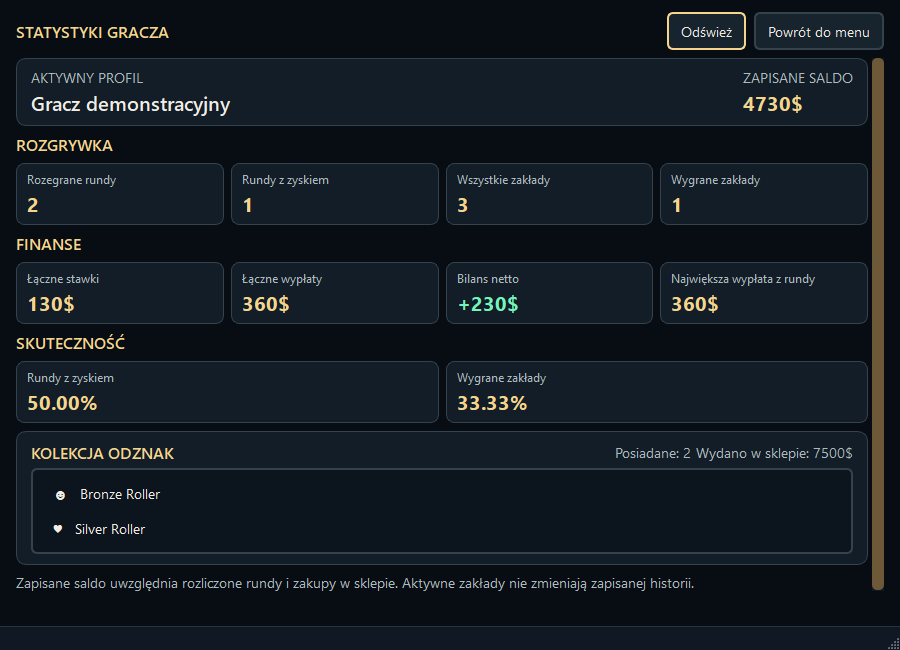 STATYSTYKI GRACZA
Odśwież
Powrót do menu
AKTYWNY PROFIL
ZAPISANE SALDO
Gracz demonstracyjny
4730$
ROZGRYWKA
Rozegrane rundy
Rundy z zyskiem
Wszystkie zakłady
Wygrane zakłady
2
1
3
1
FINANSE
Łączne stawki
Łączne wypłaty
Bilans netto
Największa wypłata z rundy
130$
360$
+230$
360$
SKUTECZNOŚĆ
Rundy z zyskiem
Wygrane zakłady
50.00%
33.33%
KOLEKCJA ODZNAK
Posiadane: 2 Wydano w sklepie: 7500$
☻ Bronze Roller
♥ Silver Roller
Zapisane saldo uwzględnia rozliczone rundy i zakupy w sklepie. Aktywne zakłady nie zmieniają zapisanej historii.